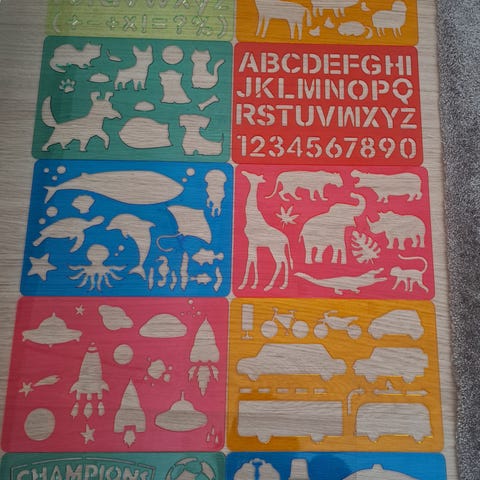 ( + - ÷ x ! = ? % )
ABCDEFGHI
JKLMNOPQ
RSTUVWXYZ
1234567890
CHAMPIONS